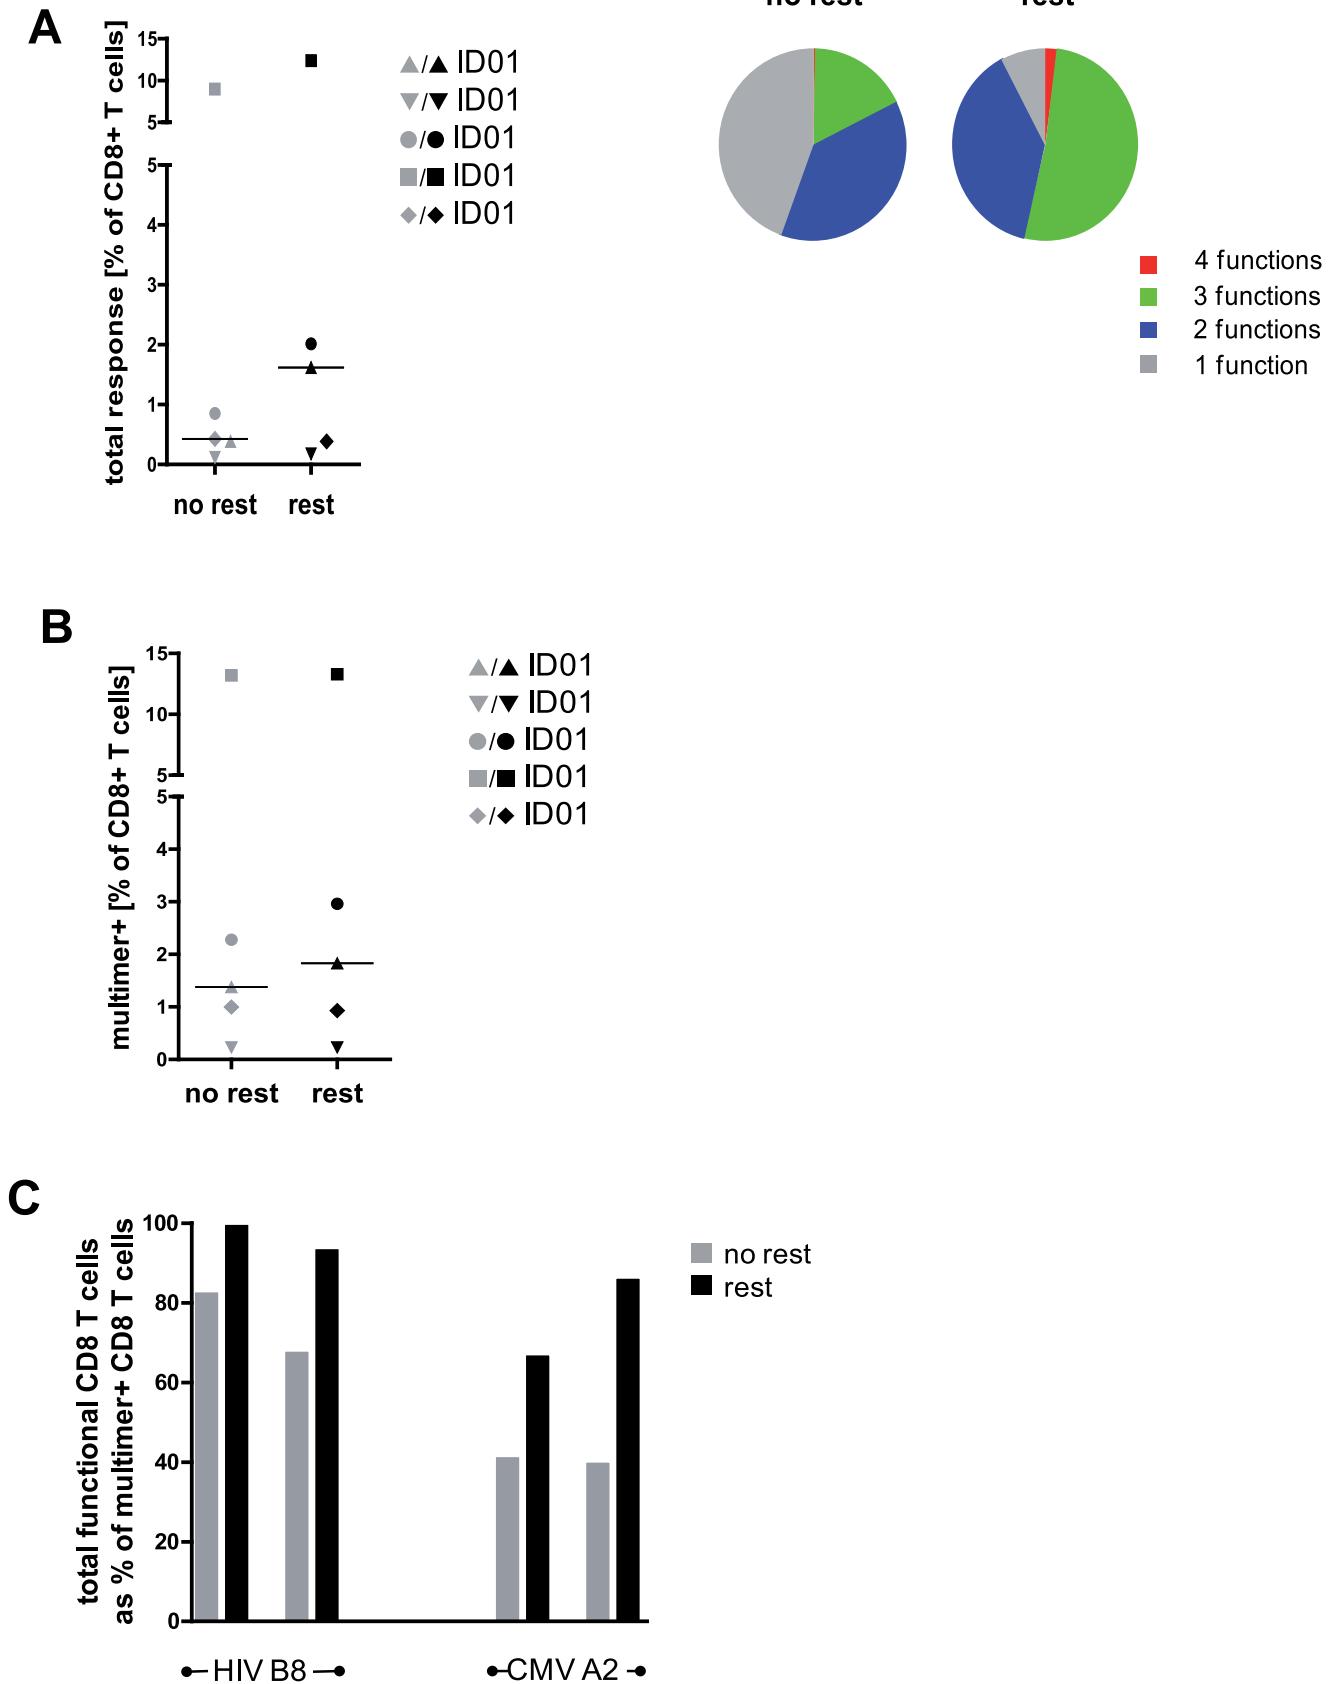 A
total response [% of CD8+ T cells]
15
10
5
5
4
3
2
1
0
no rest
rest
/ ID01
/ ID01
/ ID01
/ ID01
/ ID01
no rest
rest
4 functions
3 functions
2 functions
1 function
B
multimer+ [% of CD8+ T cells]
15
10
5
5
4
3
2
1
0
no rest
rest
/ ID01
/ ID01
/ ID01
/ ID01
/ ID01
C
total functional CD8 T cells
as % of multimer+ CD8 T cells
100
80
60
40
20
0
HIV B8
CMV A2
no rest
rest